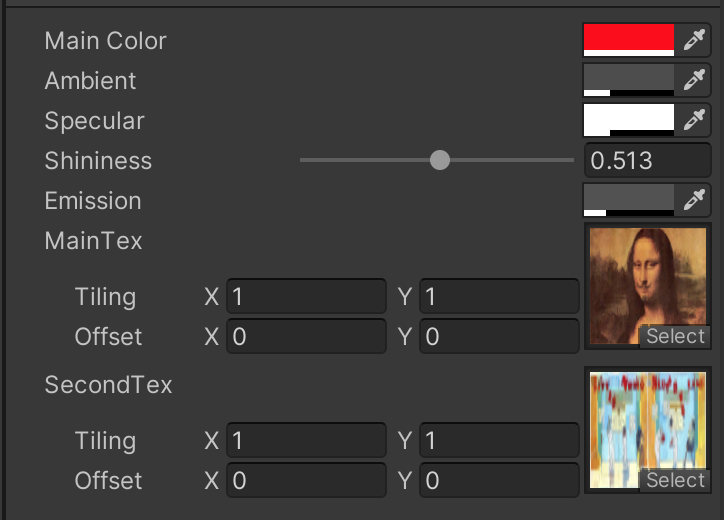 Main Color
Ambient
Specular
Shininess 0.513
Emission
MainTex
Tiling X 1 Y 1
Offset X 0 Y 0
Select
SecondTex
Tiling X 1 Y 1
Offset X 0 Y 0
Select